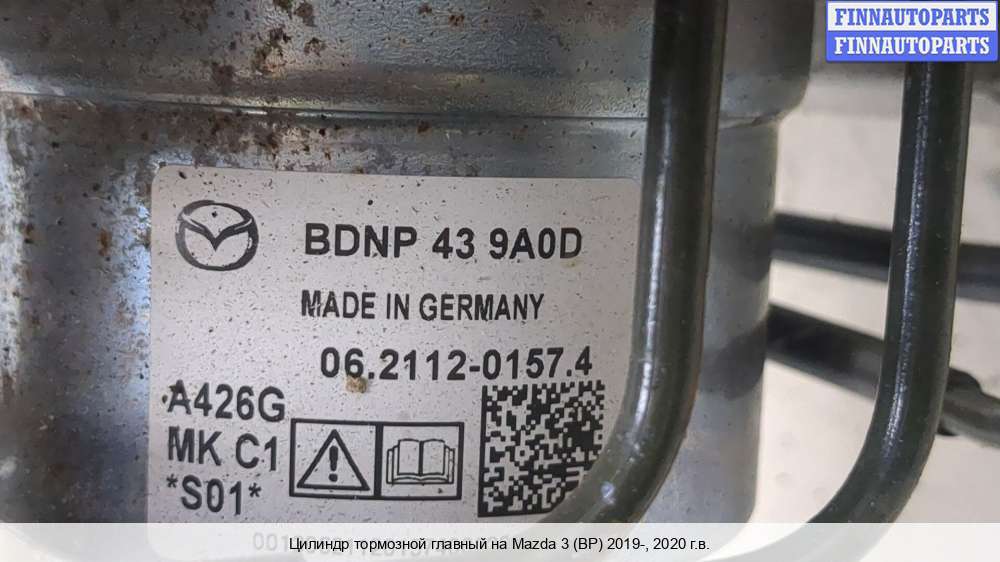 FINNAUTOPARTS
FINNAUTOPARTS
BDNP 43 9A0D
MADE IN GERMANY
06.2112-0157.4
A426G
MK C1
*S01*
Цилиндр тормозной главный на Mazda 3 (BP) 2019-, 2020 г.в.